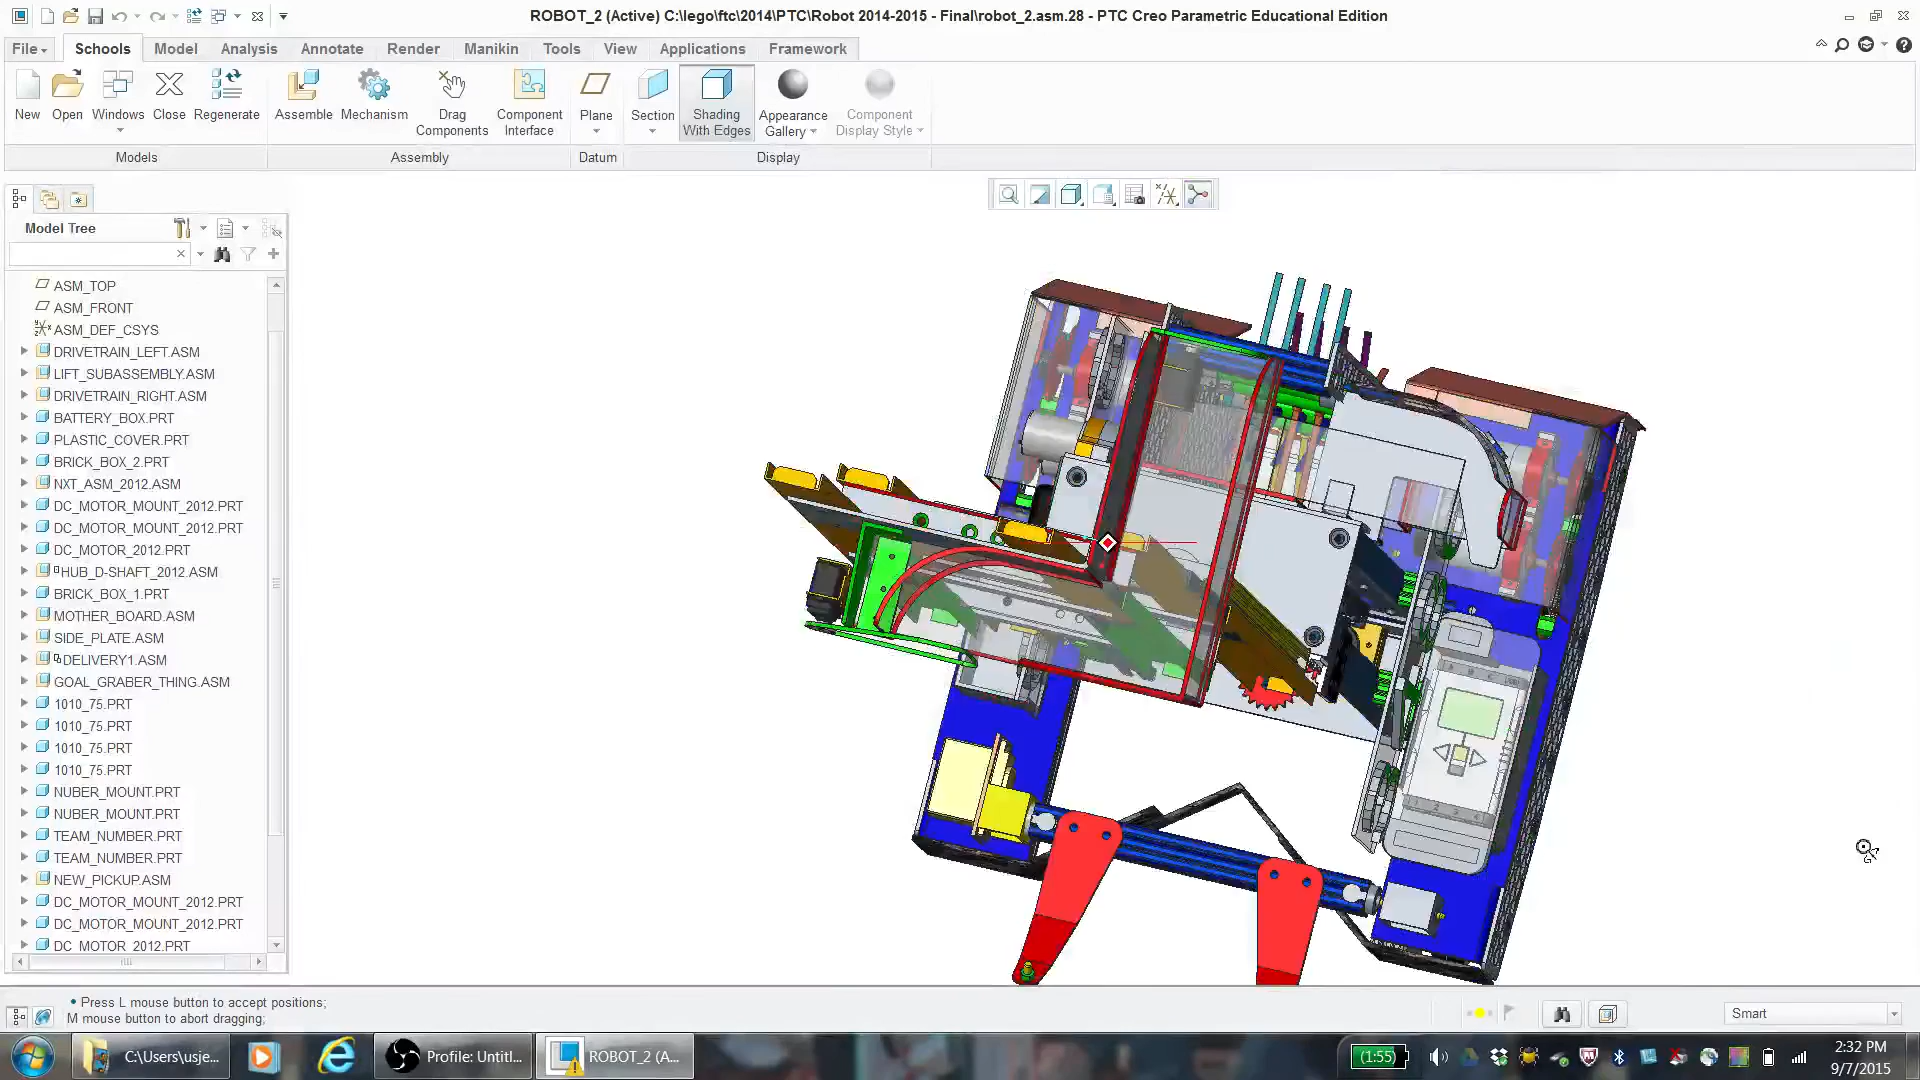 ROBOT_2 (Active) C:\lego\ftc\2014\PTC\Robot 2014-2015 - Final\robot_2.asm.28 - PTC Creo Parametric Educational Edition
File Schools Model Analysis Annotate Render Manikin Tools View Applications Framework
New Open Windows Close Regenerate Assemble Mechanism Drag Components Component Interface Plane Section Shading With Edges Appearance Gallery Component Display Style
Models Assembly Datum Display
Model Tree
ASM_TOP
ASM_FRONT
ASM_DEF_CSYS
DRIVETRAIN_LEFT.ASM
LIFT_SUBASSEMBLY.ASM
DRIVETRAIN_RIGHT.ASM
BATTERY_BOX.PRT
PLASTIC_COVER.PRT
BRICK_BOX_2.PRT
NXT_ASM_2012.ASM
DC_MOTOR_MOUNT_2012.PRT
DC_MOTOR_MOUNT_2012.PRT
DC_MOTOR_2012.PRT
HUB_D-SHAFT_2012.ASM
BRICK_BOX_1.PRT
MOTHER_BOARD.ASM
SIDE_PLATE.ASM
DELIVERY1.ASM
GOAL_GRABER_THING.ASM
1010_75.PRT
1010_75.PRT
1010_75.PRT
1010_75.PRT
NUBER_MOUNT.PRT
NUBER_MOUNT.PRT
TEAM_NUMBER.PRT
TEAM_NUMBER.PRT
NEW_PICKUP.ASM
DC_MOTOR_MOUNT_2012.PRT
DC_MOTOR_MOUNT_2012.PRT
DC_MOTOR_2012.PRT
• Press L mouse button to accept positions;
M mouse button to abort dragging;
Smart
C:\Users\usje... Profile: Untitl... ROBOT_2 (A... (1:55) 2:32 PM
9/7/2015